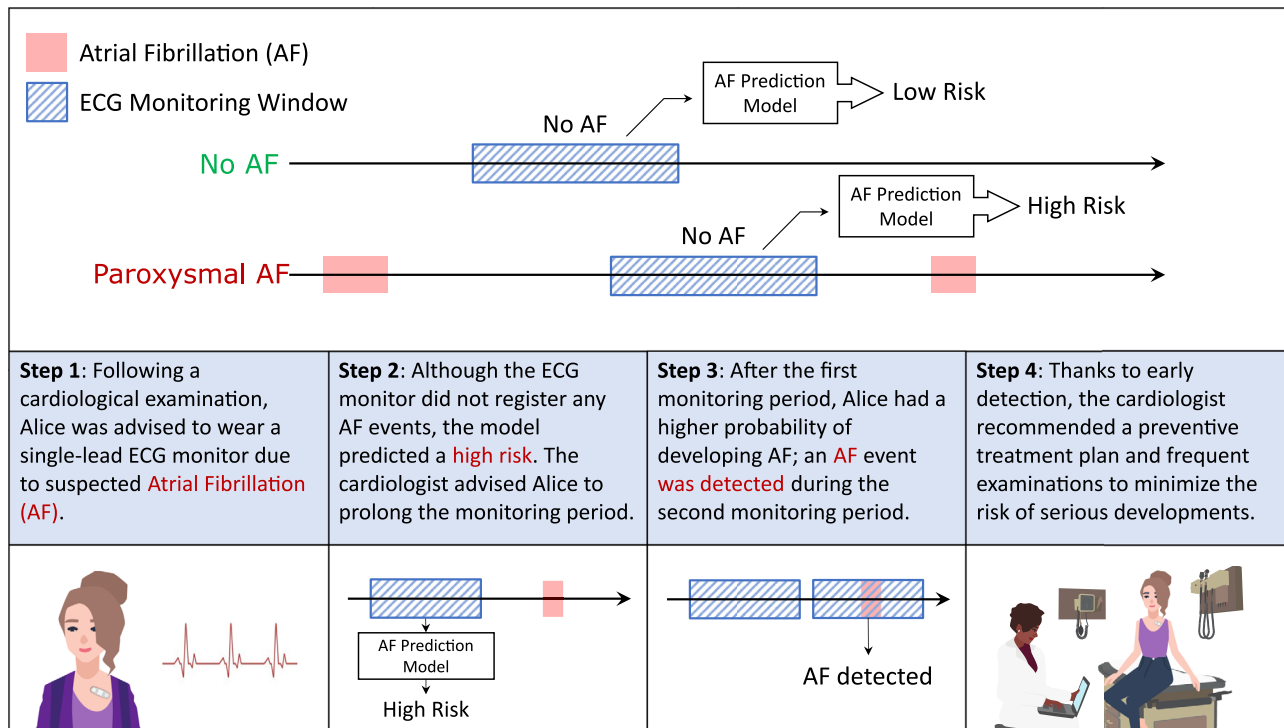 Atrial Fibrillation (AF)
ECG Monitoring Window
AF Prediction
Model
Low Risk
No AF
No AF
AF Prediction
Model
High Risk
No AF
Paroxysmal AF
Step 1: Following a
cardiological examination,
Alice was advised to wear a
single-lead ECG monitor due
to suspected Atrial Fibrillation
(AF).
Step 2: Although the ECG
monitor did not register any
AF events, the model
predicted a high risk. The
cardiologist advised Alice to
prolong the monitoring period.
Step 3: After the first
monitoring period, Alice had a
higher probability of
developing AF; an AF event
was detected during the
second monitoring period.
Step 4: Thanks to early
detection, the cardiologist
recommended a preventive
treatment plan and frequent
examinations to minimize the
risk of serious developments.
AF Prediction
Model
High Risk
AF detected